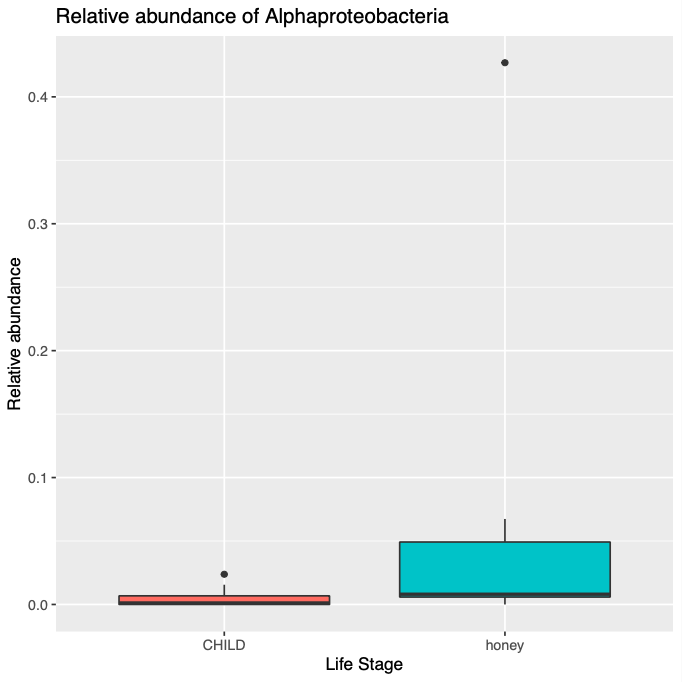 Relative abundance of Alphaproteobacteria
Relative abundance
0.4
0.3
0.2
0.1
0.0
CHILD honey
Life Stage